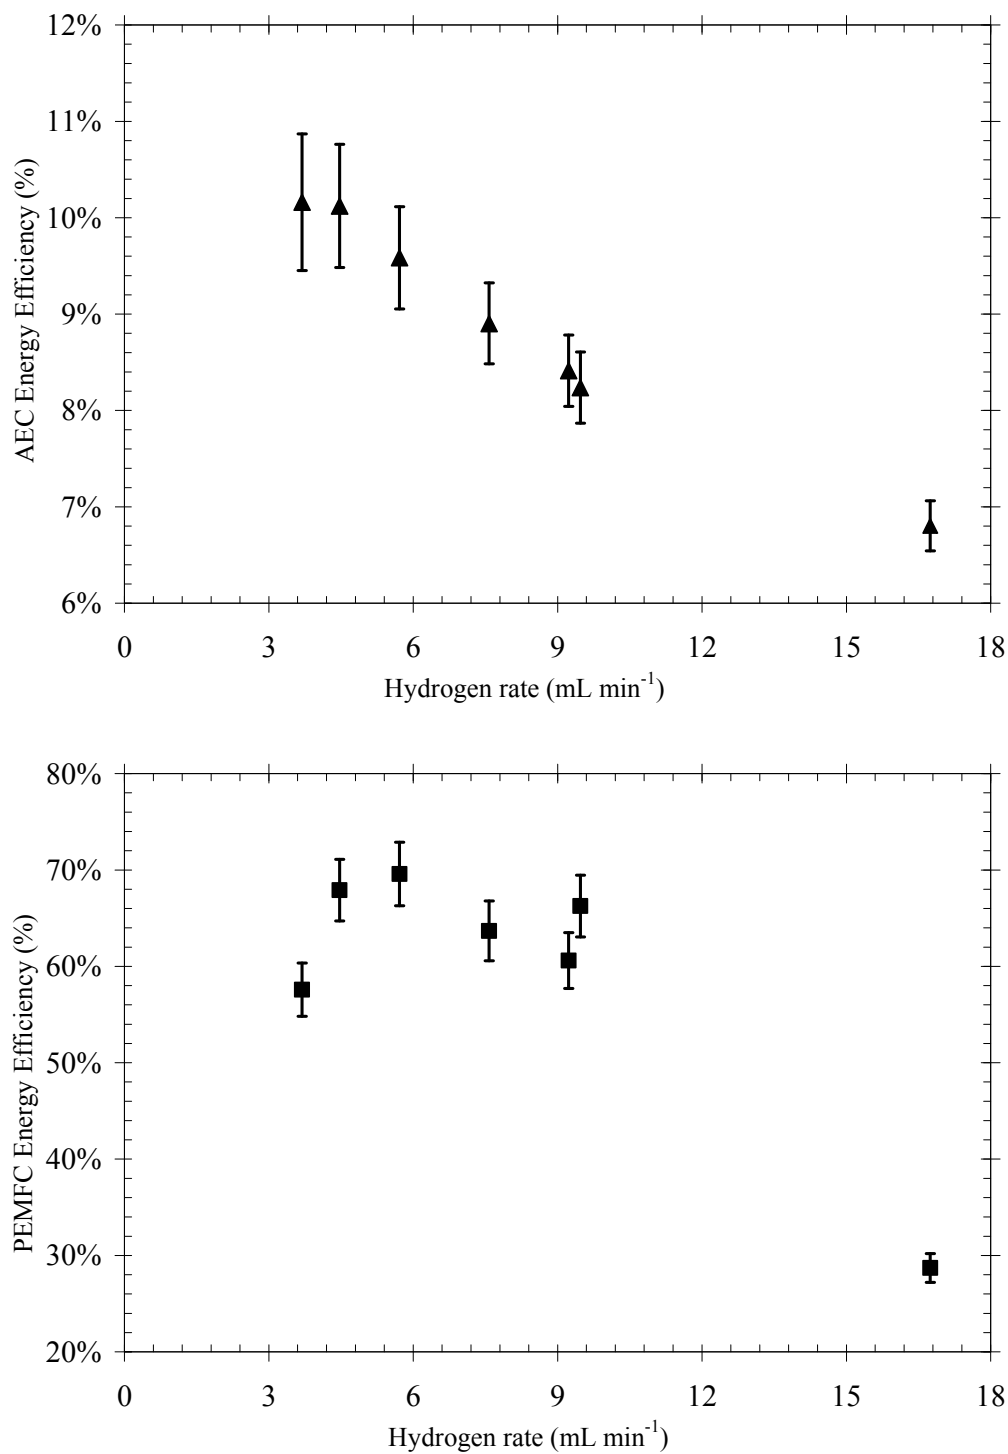 12%
11%
10%
9%
8%
7%
6%
AEC Energy Efficiency (%)
0 3 6 9 12 15 18
Hydrogen rate (mL min⁻¹)
80%
70%
60%
50%
40%
30%
20%
PEMFC Energy Efficiency (%)
0 3 6 9 12 15 18
Hydrogen rate (mL min⁻¹)